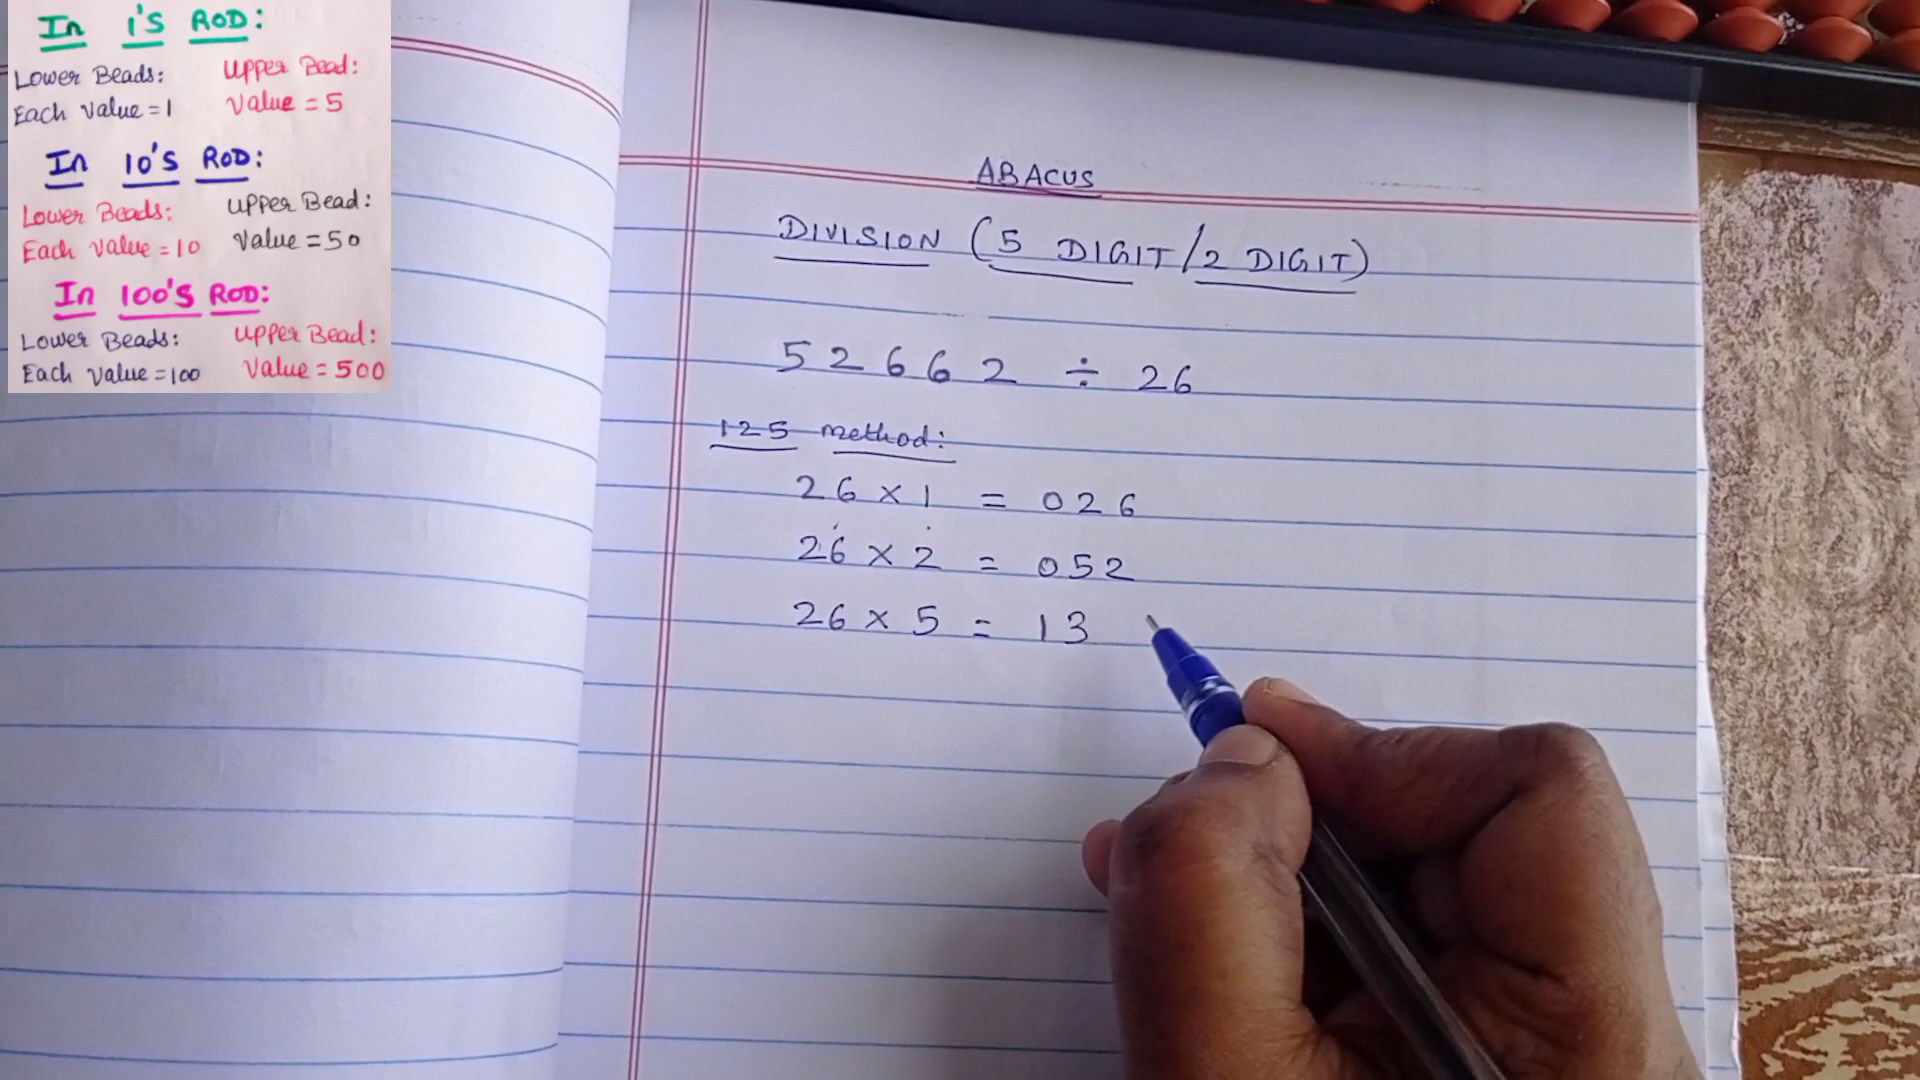 In 1'S ROD:
Lower Beads: Upper Bead:
Each value=1 Value = 5
In 10'S ROD:
Lower Beads: Upper Bead:
Each value=10 Value=50
In 100'S ROD:
Lower Beads: Upper Bead:
Each value=100 Value = 500
ABACUS
DIVISION (5 DIGIT/2 DIGIT)
52662 ÷ 26
125 method:
26 × 1 = 026
26 × 2 = 052
26 × 5 = 13